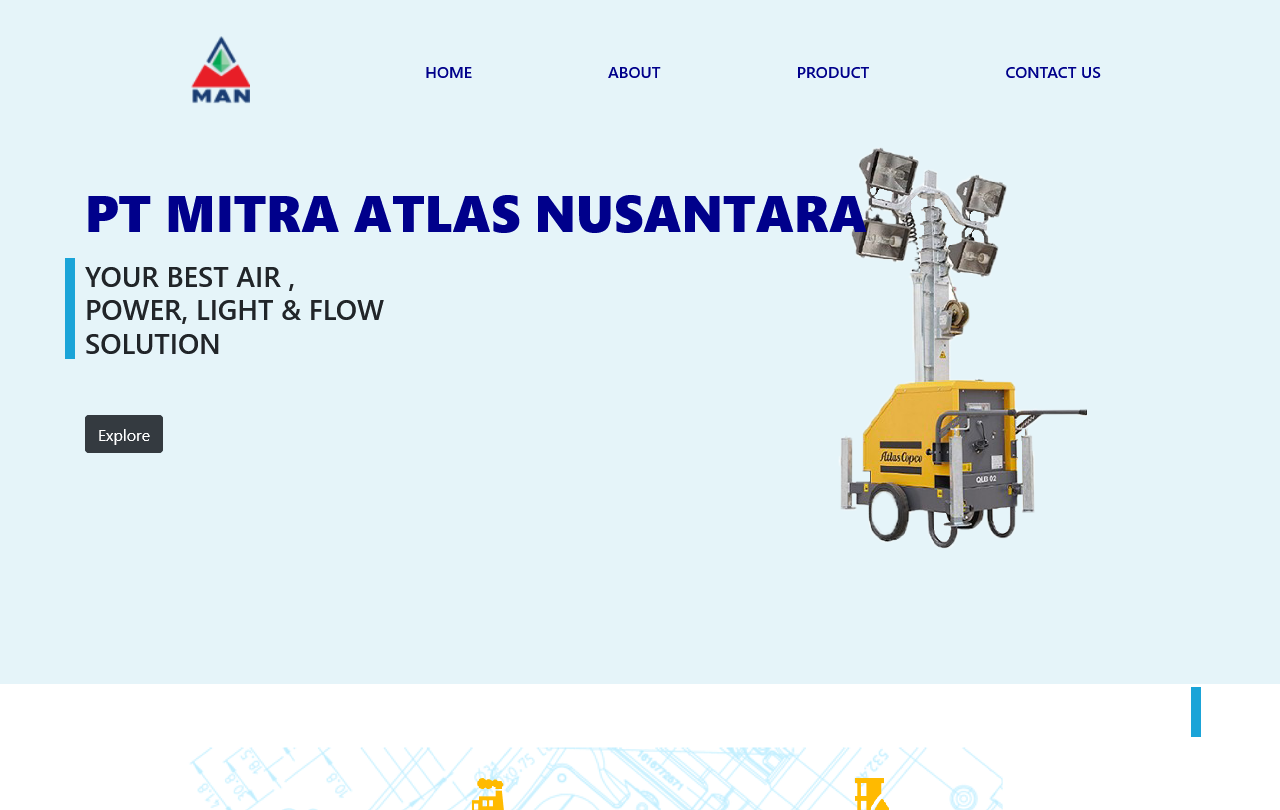 MAN
HOME
ABOUT
PRODUCT
CONTACT US
PT MITRA ATLAS NUSANTARA
YOUR BEST AIR ,
POWER, LIGHT & FLOW
SOLUTION
Explore
Atlas Copco
QLB 02